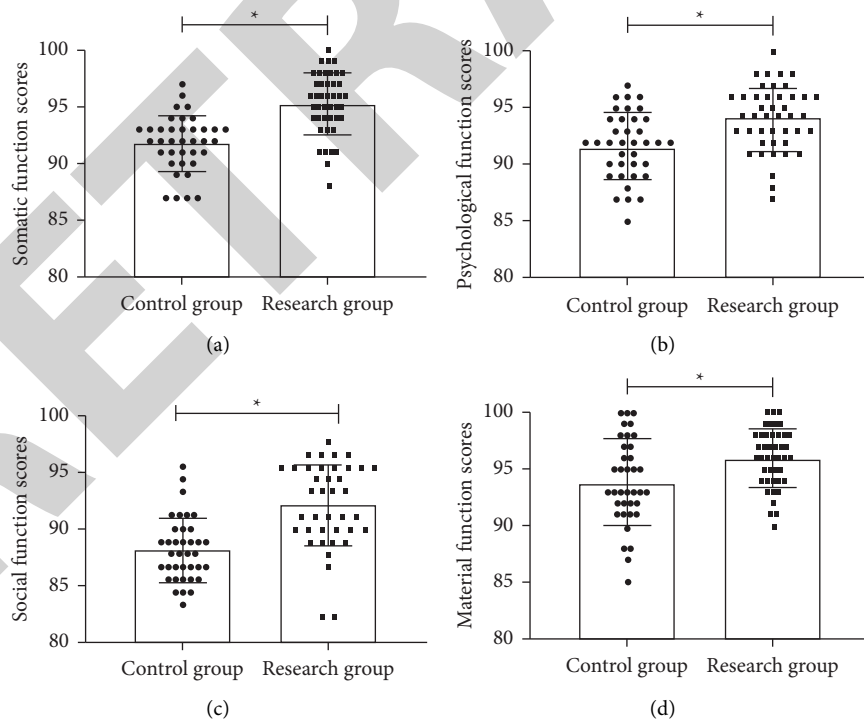 *
100
95
90
85
80
Somatic function scores
Control group
Research group
(a)
*
100
95
90
85
80
Psychological function scores
Control group
Research group
(b)
*
100
95
90
85
80
Social function scores
Control group
Research group
(c)
*
100
95
90
85
80
Material function scores
Control group
Research group
(d)